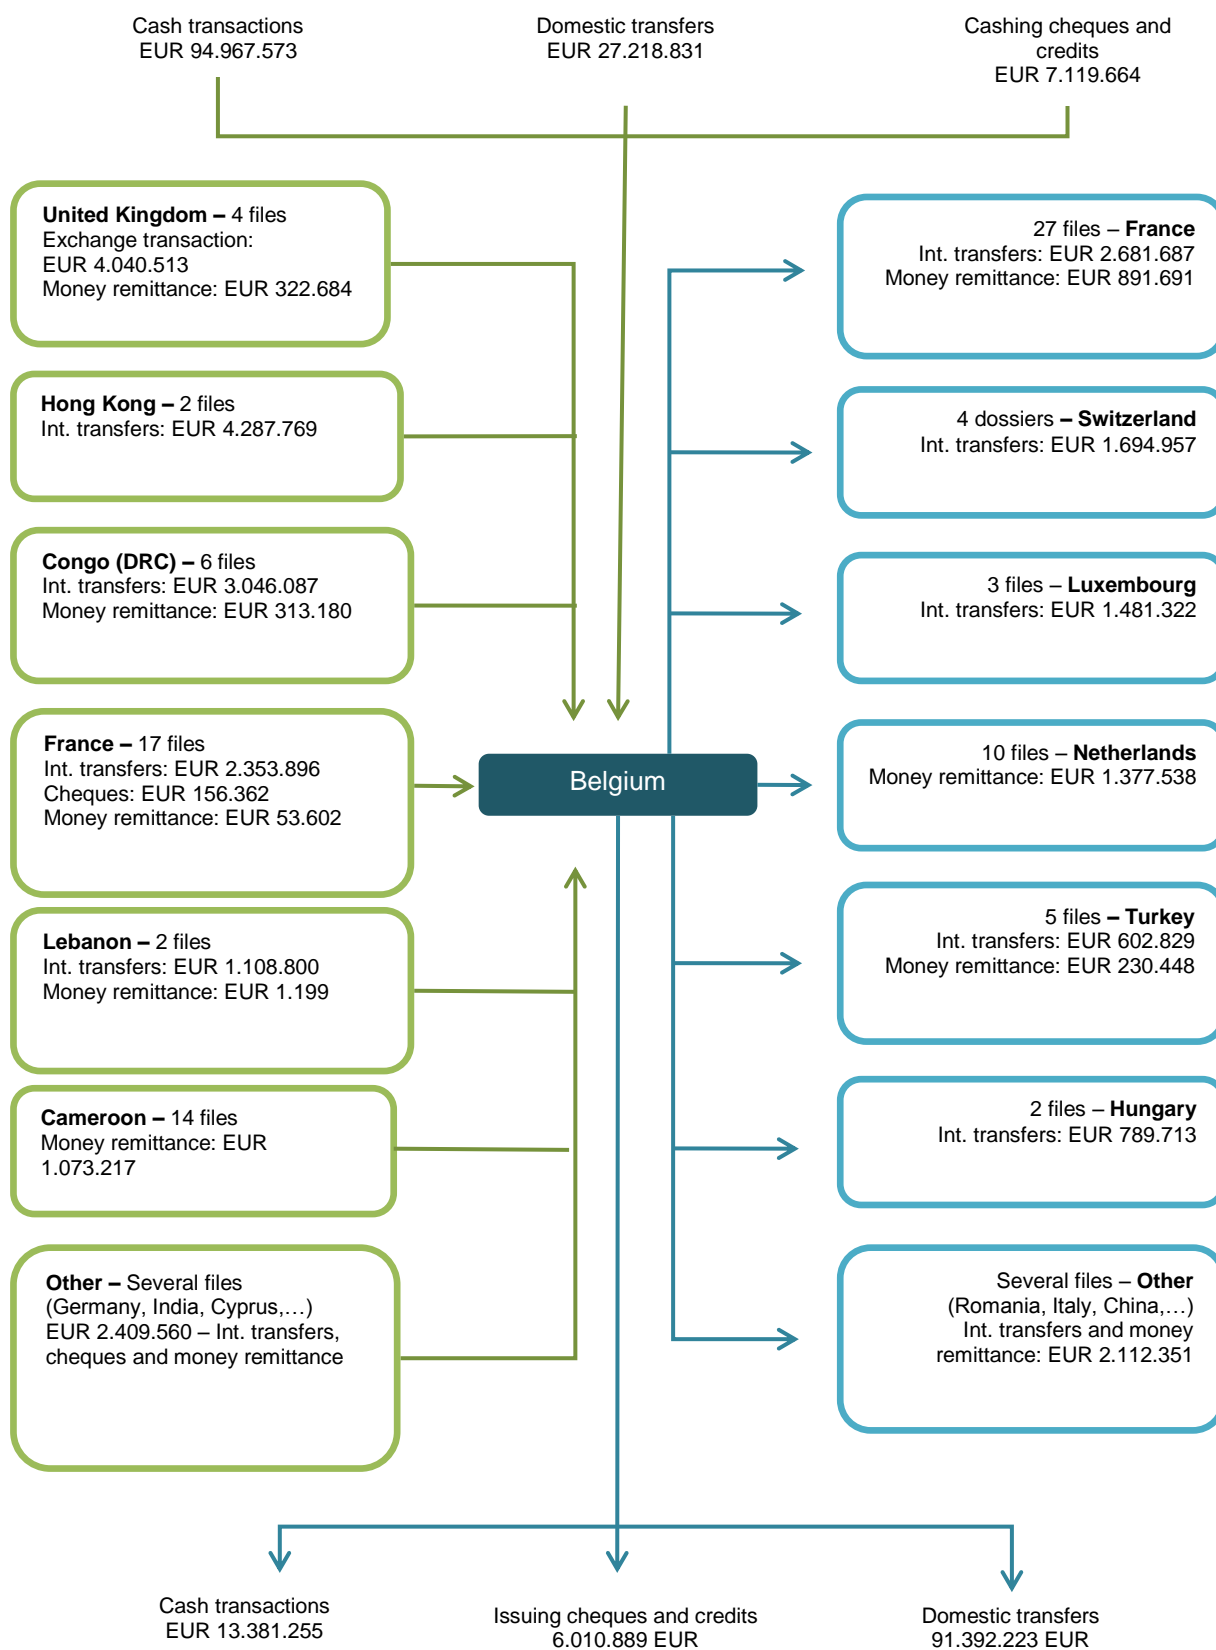 Cash transactions
EUR 94.967.573
Domestic transfers
EUR 27.218.831
Cashing cheques and
credits
EUR 7.119.664
United Kingdom – 4 files
Exchange transaction:
EUR 4.040.513
Money remittance: EUR 322.684
Hong Kong – 2 files
Int. transfers: EUR 4.287.769
Congo (DRC) – 6 files
Int. transfers: EUR 3.046.087
Money remittance: EUR 313.180
France – 17 files
Int. transfers: EUR 2.353.896
Cheques: EUR 156.362
Money remittance: EUR 53.602
Lebanon – 2 files
Int. transfers: EUR 1.108.800
Money remittance: EUR 1.199
Cameroon – 14 files
Money remittance: EUR
1.073.217
Other – Several files
(Germany, India, Cyprus,…)
EUR 2.409.560 – Int. transfers,
cheques and money remittance
Belgium
27 files – France
Int. transfers: EUR 2.681.687
Money remittance: EUR 891.691
4 dossiers – Switzerland
Int. transfers: EUR 1.694.957
3 files – Luxembourg
Int. transfers: EUR 1.481.322
10 files – Netherlands
Money remittance: EUR 1.377.538
5 files – Turkey
Int. transfers: EUR 602.829
Money remittance: EUR 230.448
2 files – Hungary
Int. transfers: EUR 789.713
Several files – Other
(Romania, Italy, China,…)
Int. transfers and money
remittance: EUR 2.112.351
Cash transactions
EUR 13.381.255
Issuing cheques and credits
6.010.889 EUR
Domestic transfers
91.392.223 EUR